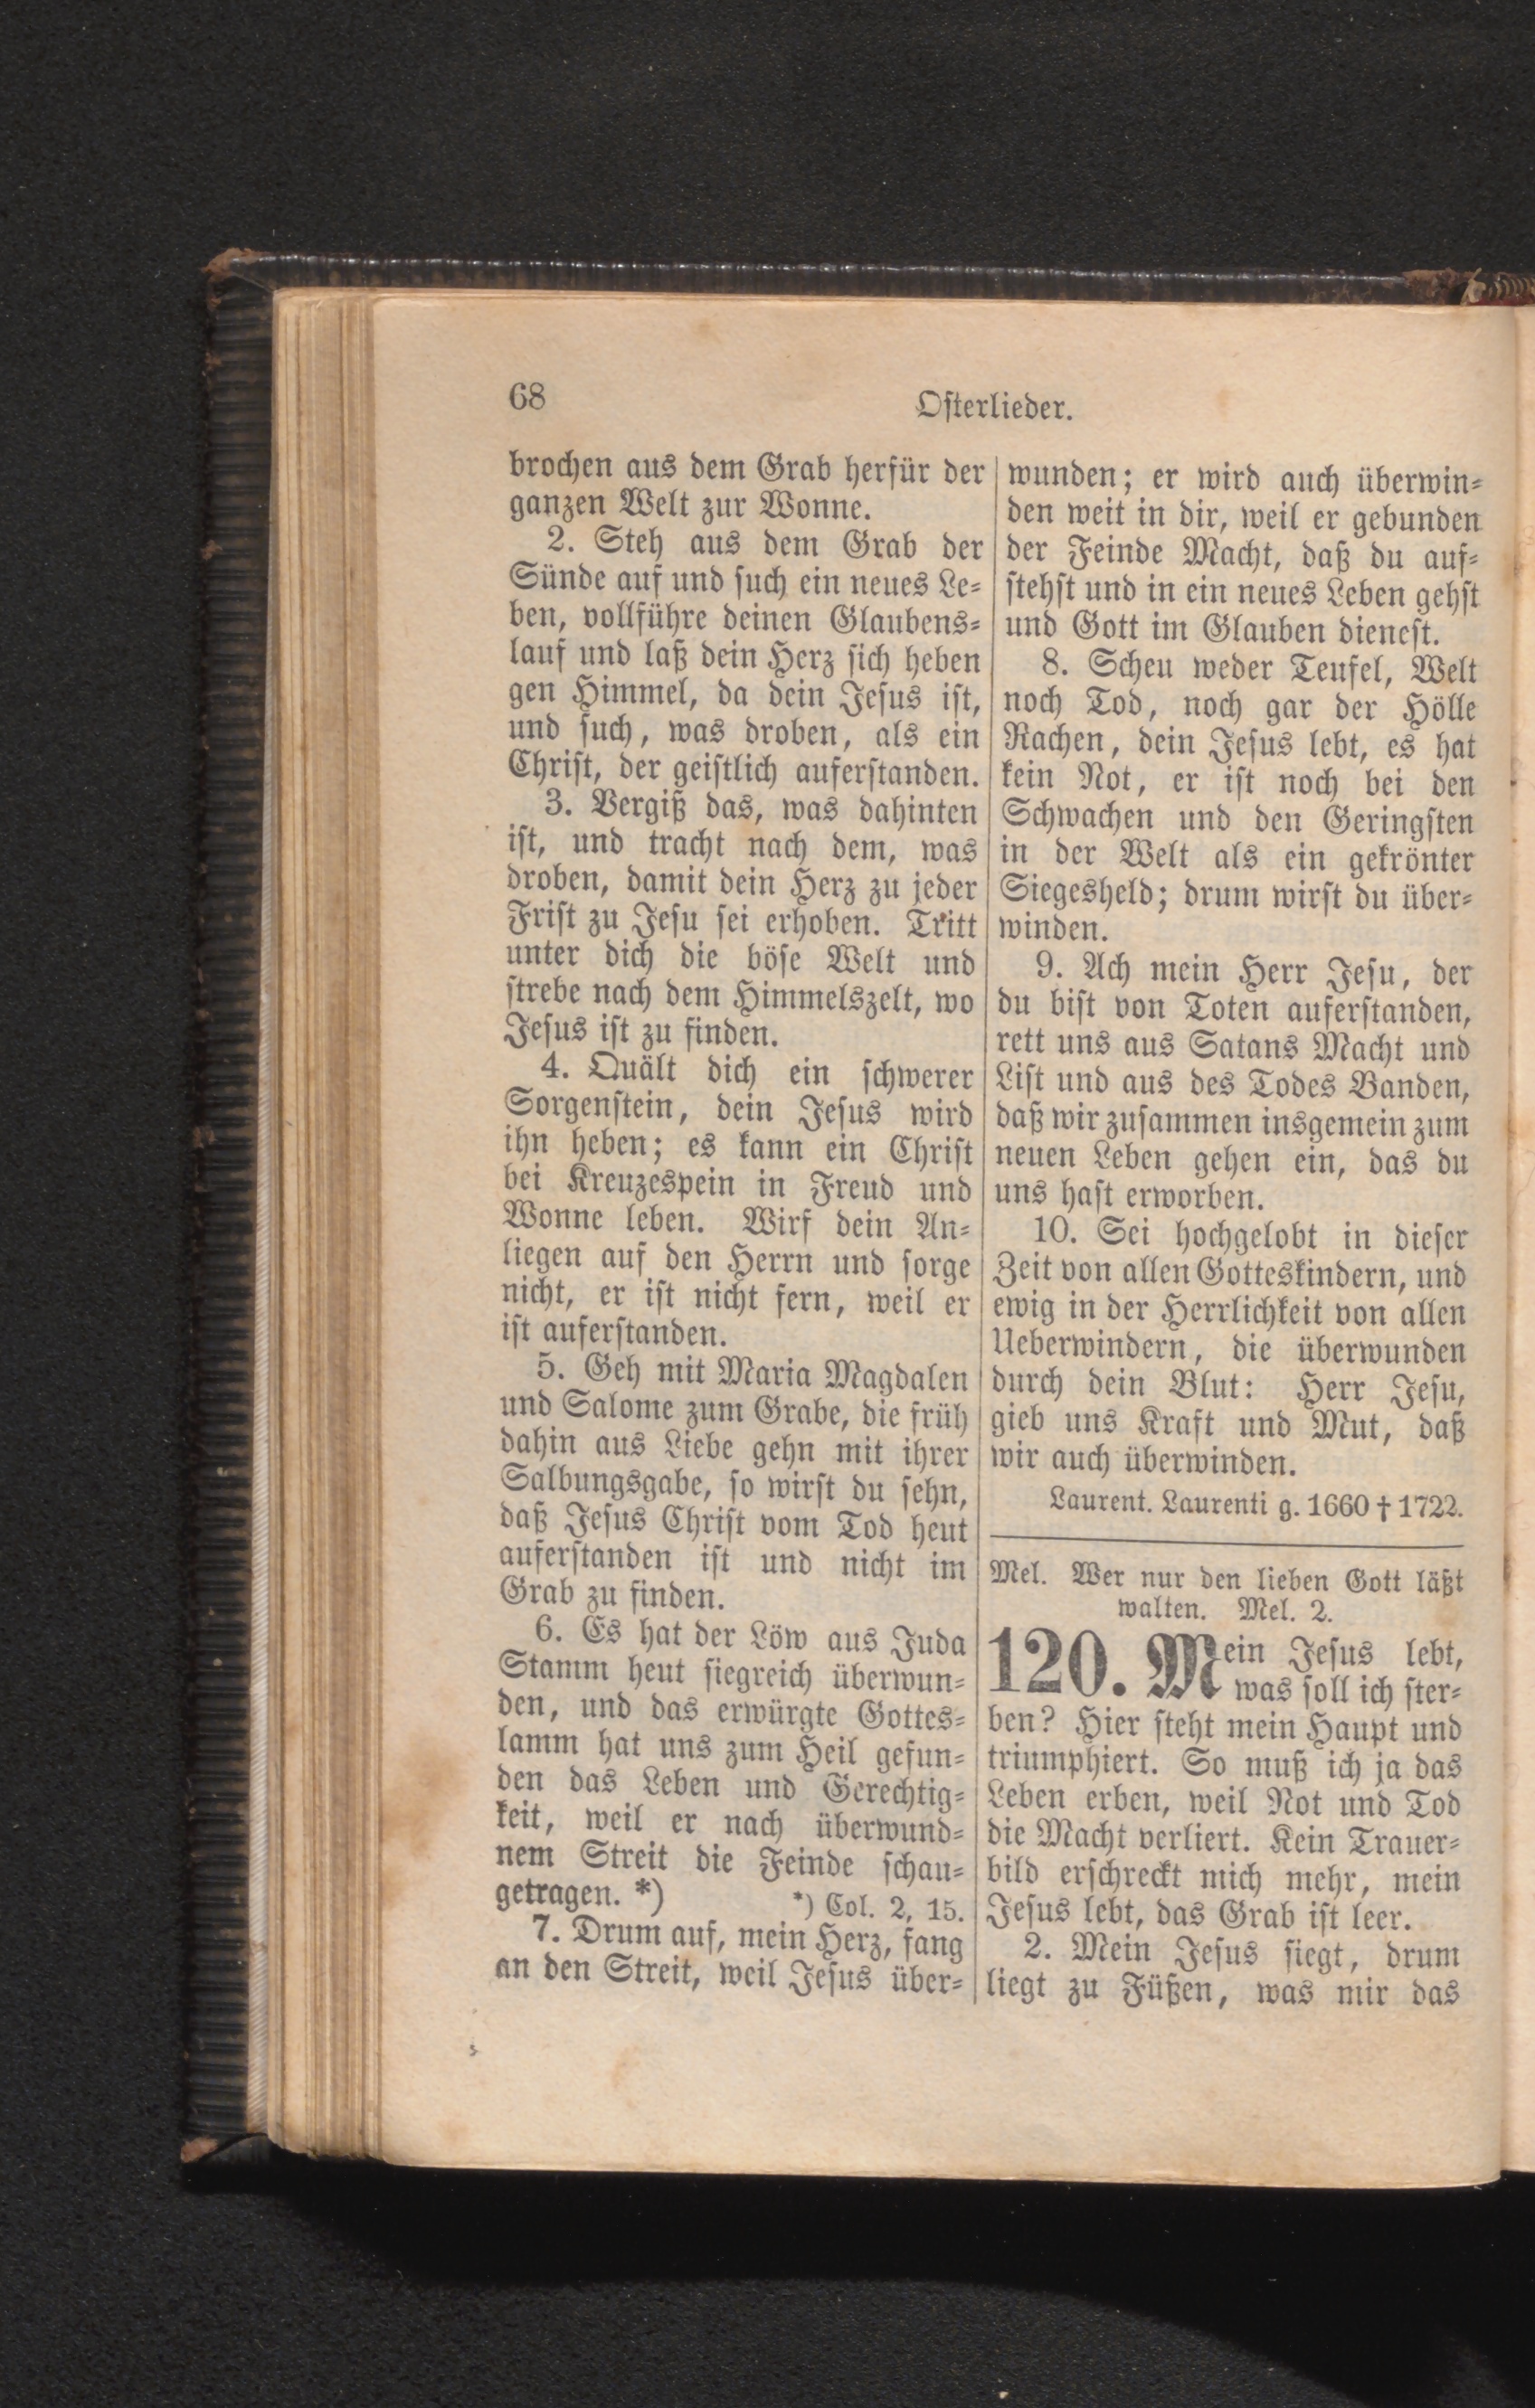 68
Osterlieder.
brochen aus dem Grab herfür der
ganzen Welt zur Wonne.
2. Steh aus dem Grab der
Sünde auf und such ein neues Le-
ben, vollführe deinen Glaubens-
lauf und laß dein Herz sich heben
gen Himmel, da dein Jesus ist,
und such, was droben, als ein
Christ, der geistlich auferstanden.
3. Vergiß das, was dahinten
ist, und tracht nach dem, was
droben, damit dein Herz zu jeder
Frist zu Jesu sei erhoben. Tritt
unter dich die böse Welt und
strebe nach dem Himmelszelt, wo
Jesus ist zu finden.
4. Quält dich ein schwerer
Sorgenstein, dein Jesus wird
ihn heben; es kann ein Christ
bei Kreuzespein in Freud und
Wonne leben. Wirf dein An-
liegen auf den Herrn und sorge
nicht, er ist nicht fern, weil er
ist auferstanden.
5. Geh mit Maria Magdalen
und Salome zum Grabe, die früh
dahin aus Liebe gehn mit ihrer
Salbungsgabe, so wirst du sehn,
daß Jesus Christ vom Tod heut
auferstanden ist und nicht im
Grab zu finden.
6. Es hat der Löw aus Juda
Stamm heut siegreich überwun-
den, und das erwürgte Gottes-
lamm hat uns zum Heil gefun-
den das Leben und Gerechtig-
keit, weil er nach überwund-
nem Streit die Feinde schau-
getragen. *) *) Col. 2, 15.
7. Drum auf, mein Herz, fang
an den Streit, weil Jesus über-
wunden; er wird auch überwin-
den weit in dir, weil er gebunden
der Feinde Macht, daß du auf-
stehst und in ein neues Leben gehst
und Gott im Glauben dienest.
8. Scheu weder Teufel, Welt
noch Tod, noch gar der Hölle
Rachen, dein Jesus lebt, es hat
kein Not, er ist noch bei den
Schwachen und den Geringsten
in der Welt als ein gekrönter
Siegesheld; drum wirst du über-
winden.
9. Ach mein Herr Jesu, der
du bist von Toten auferstanden,
rett uns aus Satans Macht und
List und aus des Todes Banden,
daß wir zusammen insgemein zum
neuen Leben gehen ein, das du
uns hast erworben.
10. Sei hochgelobt in dieser
Zeit von allen Gotteskindern, und
ewig in der Herrlichkeit von allen
Ueberwindern, die überwunden
durch dein Blut: Herr Jesu,
gieb uns Kraft und Mut, daß
wir auch überwinden.
Laurent. Laurenti g. 1660 † 1722.
Mel. Wer nur den lieben Gott läßt
walten. Mel. 2.
120. Mein Jesus lebt,
was soll ich ster-
ben? Hier steht mein Haupt und
triumphiert. So muß ich ja das
Leben erben, weil Not und Tod
die Macht verliert. Kein Trauer-
bild erschreckt mich mehr, mein
Jesus lebt, das Grab ist leer.
2. Mein Jesus siegt, drum
liegt zu Füßen, was mir das